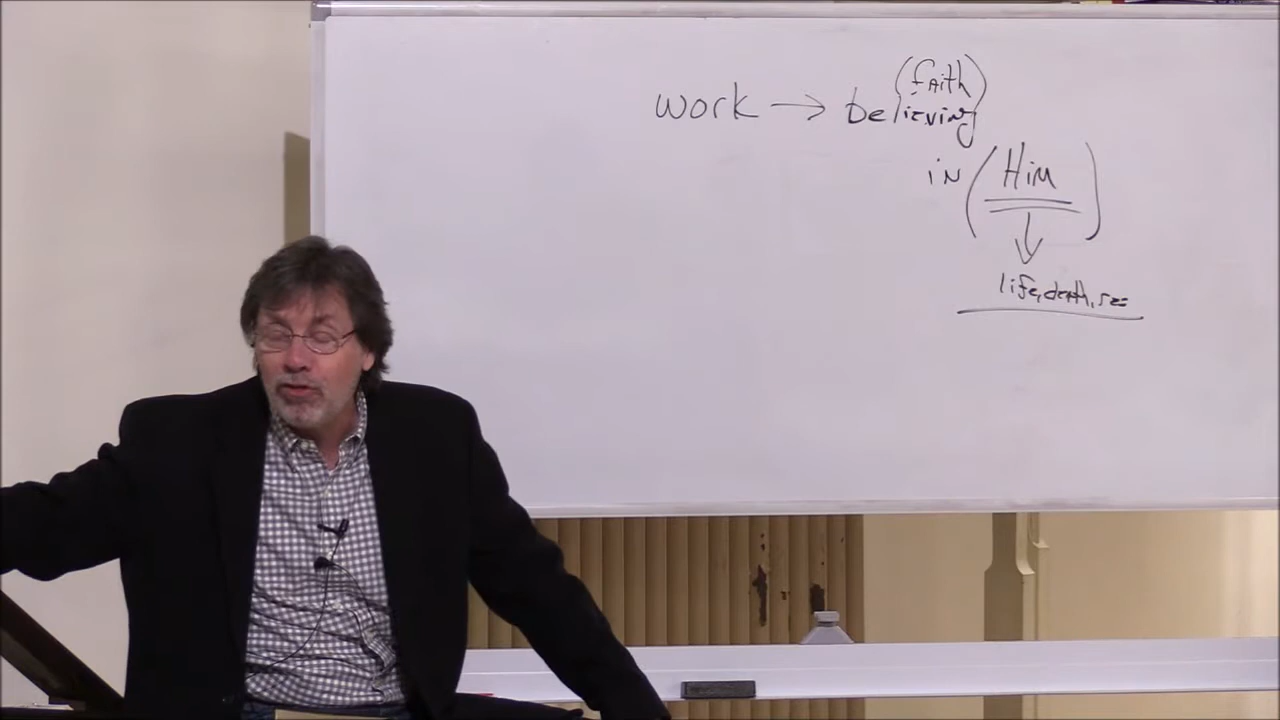 (faith)
work → believing
in (Him)
life, death, res